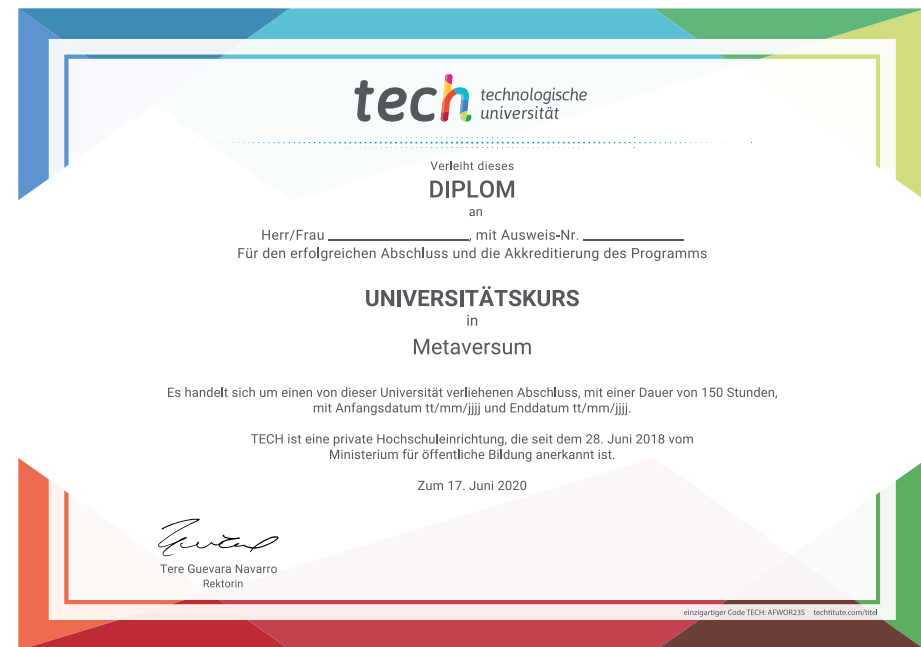 tech technologische
universität
Verleiht dieses
DIPLOM
an
Herr/Frau ____________________, mit Ausweis-Nr. ______________
Für den erfolgreichen Abschluss und die Akkreditierung des Programms
UNIVERSITÄTSKURS
in
Metaversum
Es handelt sich um einen von dieser Universität verliehenen Abschluss, mit einer Dauer von 150 Stunden,
mit Anfangsdatum tt/mm/jjjj und Enddatum tt/mm/jjjj.
TECH ist eine private Hochschuleinrichtung, die seit dem 28. Juni 2018 vom
Ministerium für öffentliche Bildung anerkannt ist.
Zum 17. Juni 2020
Tere Guevara Navarro
Rektorin
einzigartiger Code TECH: AFWOR23S techtitute.com/titel